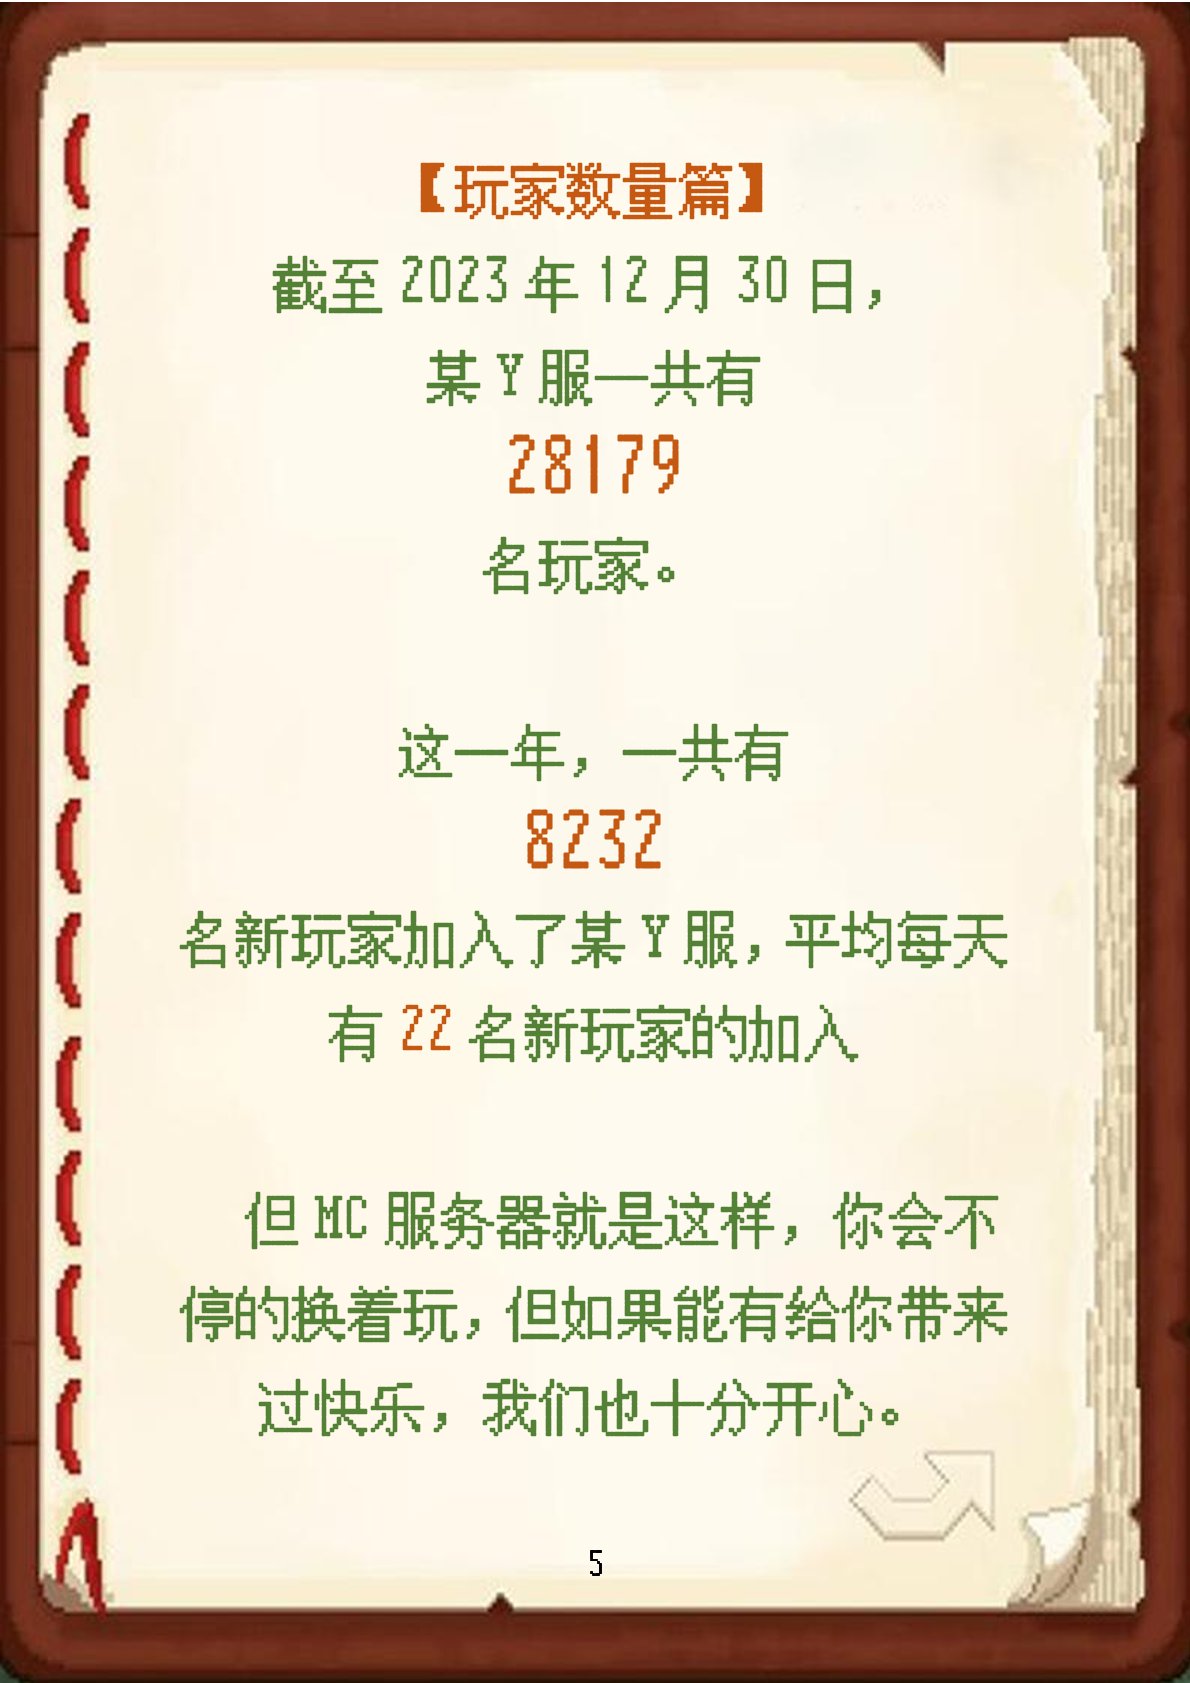 【玩家数量篇】
截至 2023 年 12 月 30 日，
某 Y 服一共有
28179
名玩家。
这一年，一共有
8232
名新玩家加入了某 Y 服，平均每天
有 22 名新玩家的加入
但 MC 服务器就是这样，你会不
停的换着玩，但如果能有给你带来
过快乐，我们也十分开心。
5